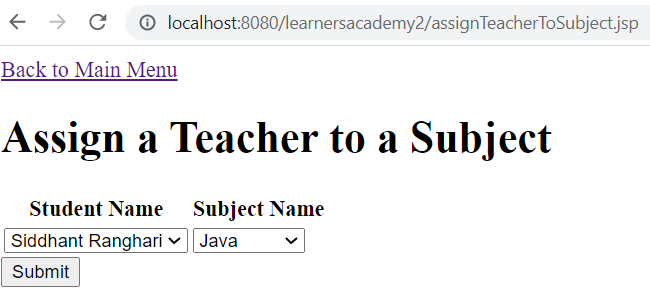 localhost:8080/learnersacademy2/assignTeacherToSubject.jsp
Back to Main Menu
Assign a Teacher to a Subject
Student Name Subject Name
Siddhant Ranghari Java
Submit